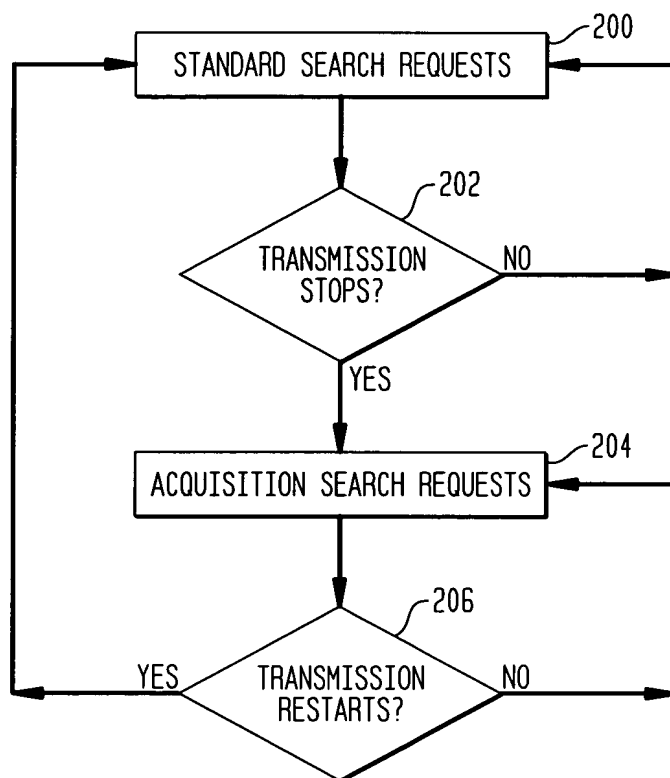 200
STANDARD SEARCH REQUESTS
202
TRANSMISSION
STOPS?
NO
YES
204
ACQUISITION SEARCH REQUESTS
206
YES
TRANSMISSION
RESTARTS?
NO